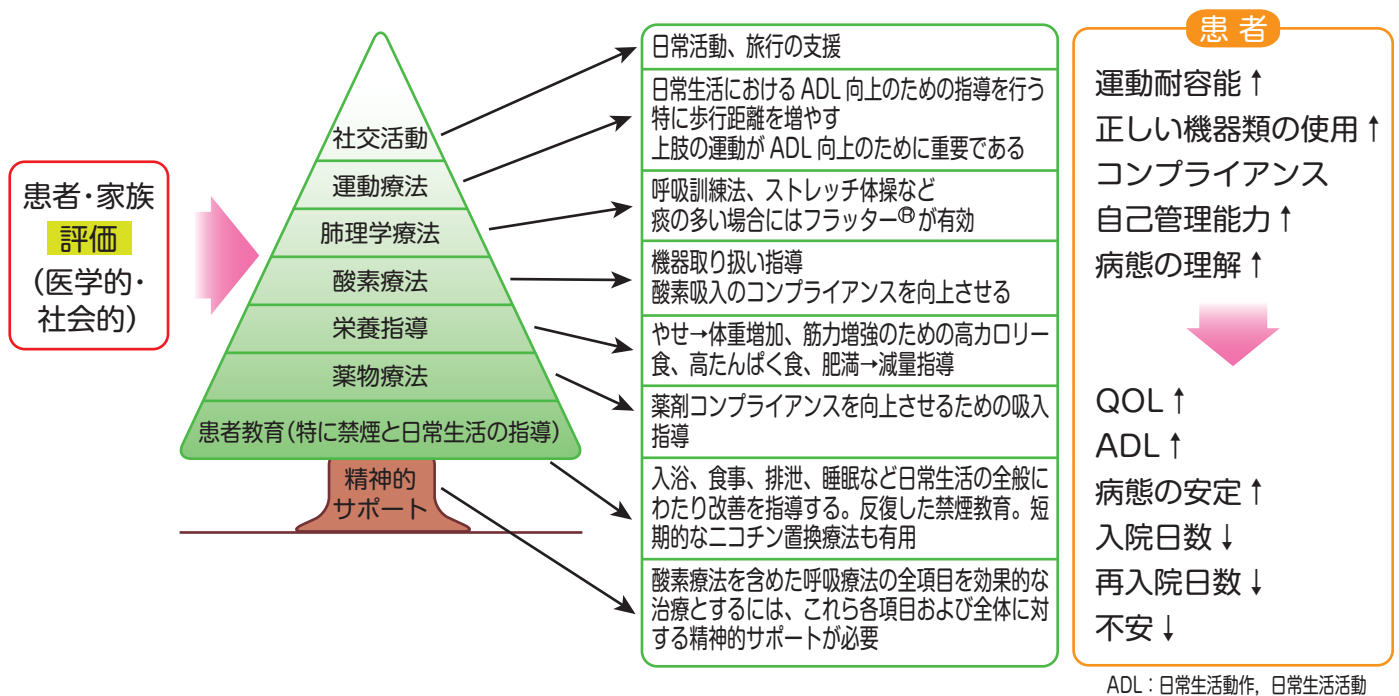 患者・家族
評価
(医学的・
社会的)
社交活動
運動療法
肺理学療法
酸素療法
栄養指導
薬物療法
患者教育(特に禁煙と日常生活の指導)
精神的
サポート
日常活動、旅行の支援
日常生活における ADL 向上のための指導を行う
特に歩行距離を増やす
上肢の運動が ADL 向上のために重要である
呼吸訓練法、ストレッチ体操など
痰の多い場合にはフラッター®が有効
機器取り扱い指導
酸素吸入のコンプライアンスを向上させる
やせ→体重増加、筋力増強のための高カロリー
食、高たんぱく食、肥満→減量指導
薬剤コンプライアンスを向上させるための吸入
指導
入浴、食事、排泄、睡眠など日常生活の全般に
わたり改善を指導する。反復した禁煙教育。短
期的なニコチン置換療法も有用
酸素療法を含めた呼吸療法の全項目を効果的な
治療とするには、これら各項目および全体に対
する精神的サポートが必要
患者
運動耐容能↑
正しい機器類の使用↑
コンプライアンス
自己管理能力↑
病態の理解↑
QOL↑
ADL↑
病態の安定↑
入院日数↓
再入院日数↓
不安↓
ADL：日常生活動作，日常生活活動